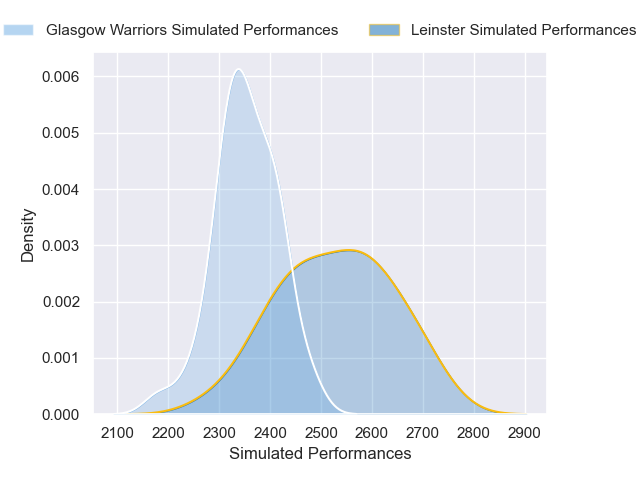 Glasgow Warriors Simulated Performances
Leinster Simulated Performances
0.006
0.005
0.004
0.003
0.002
0.001
0.000
Density
2100 2200 2300 2400 2500 2600 2700 2800 2900
Simulated Performances